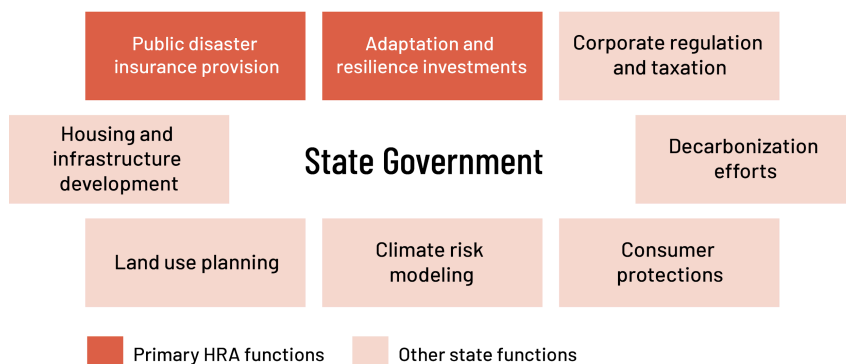 Public disaster
insurance provision
Adaptation and
resilience investments
Corporate regulation
and taxation
Housing and
infrastructure
development
State Government
Decarbonization
efforts
Land use planning
Climate risk
modeling
Consumer
protections
Primary HRA functions
Other state functions